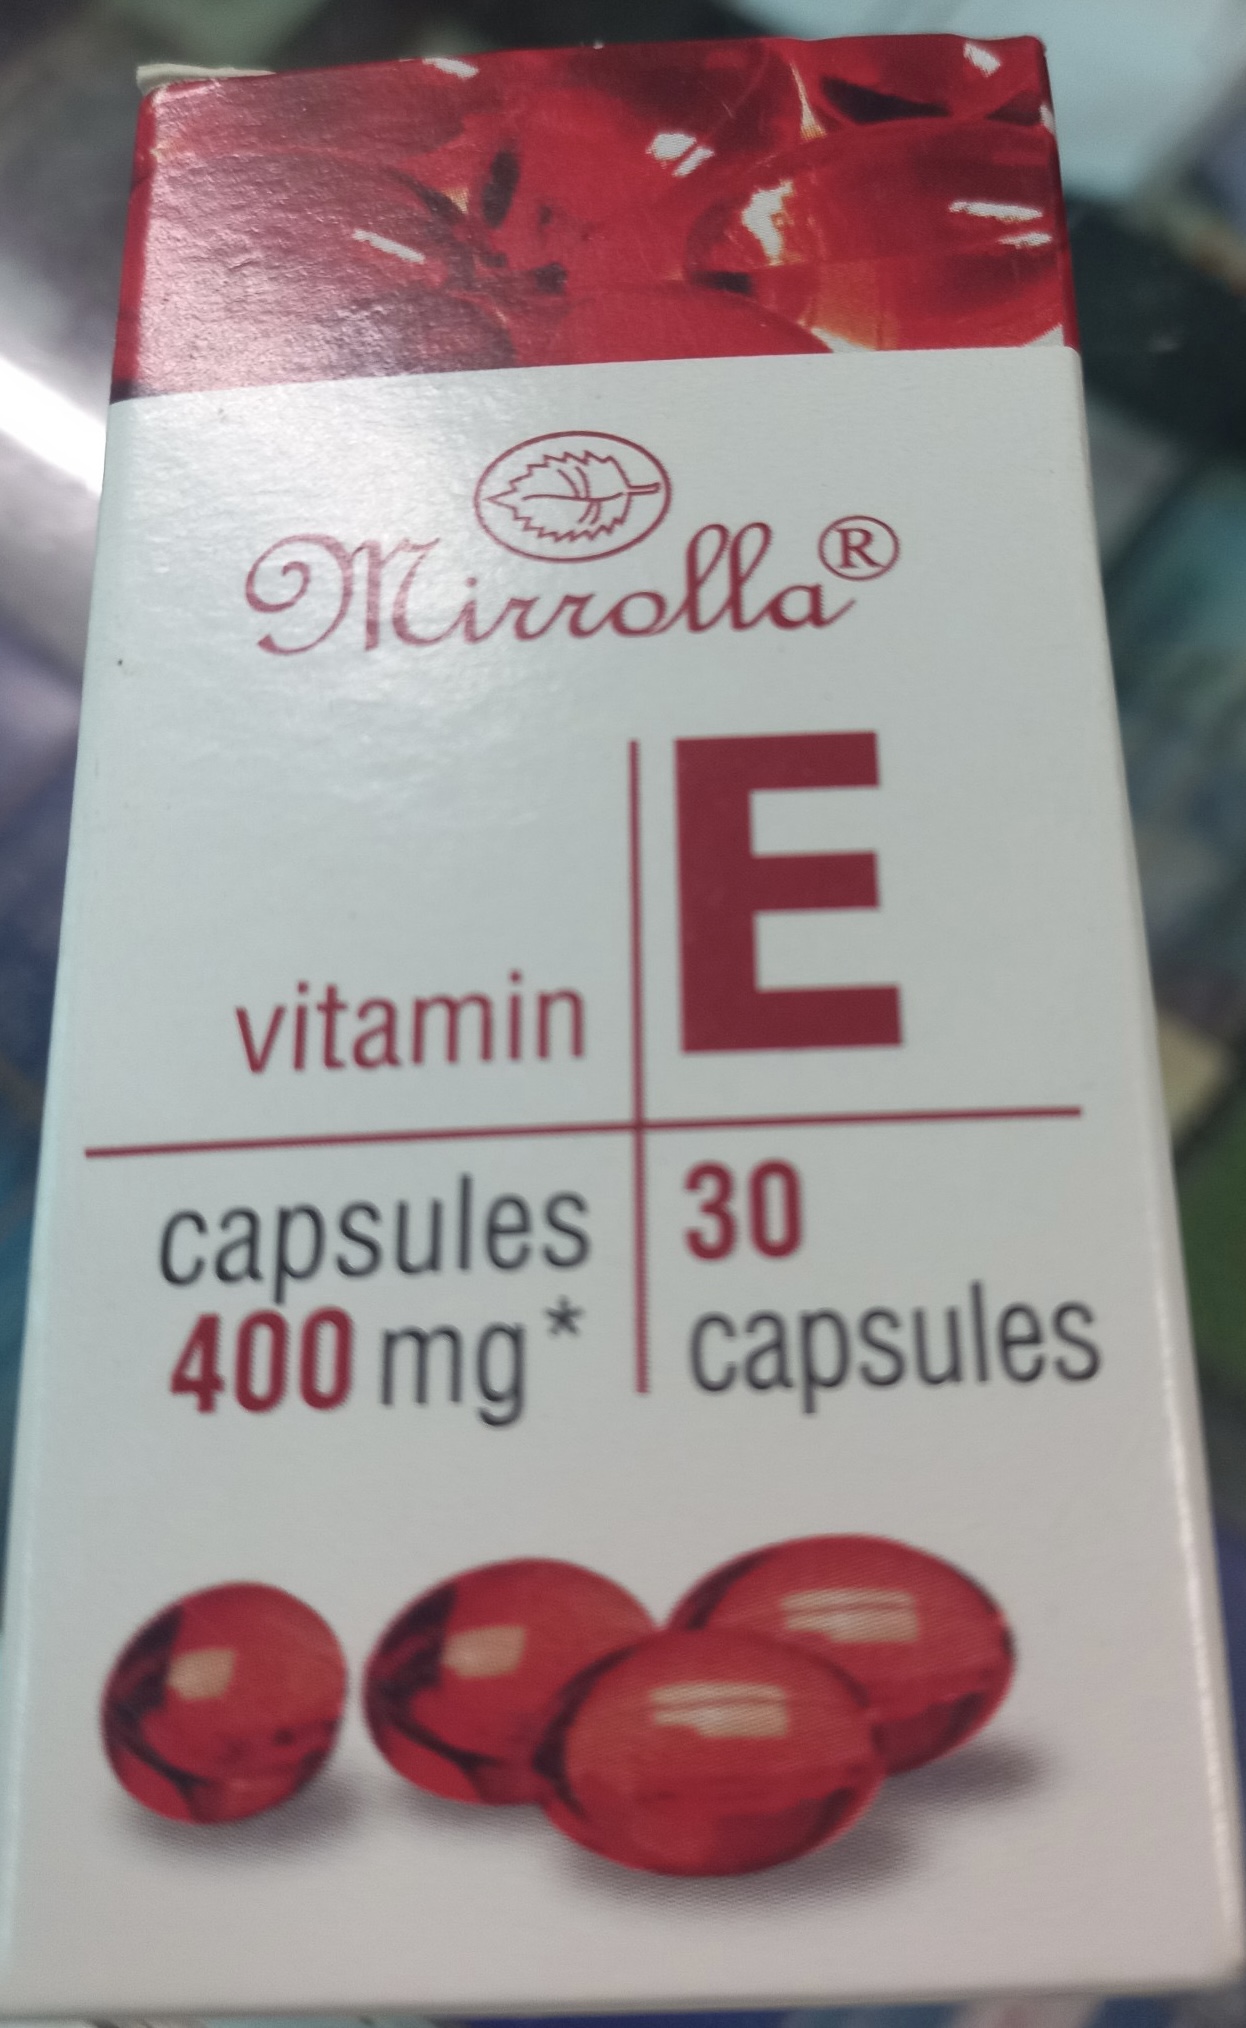 Mirrolla®
vitamin E
capsules
400 mg*
30
capsules